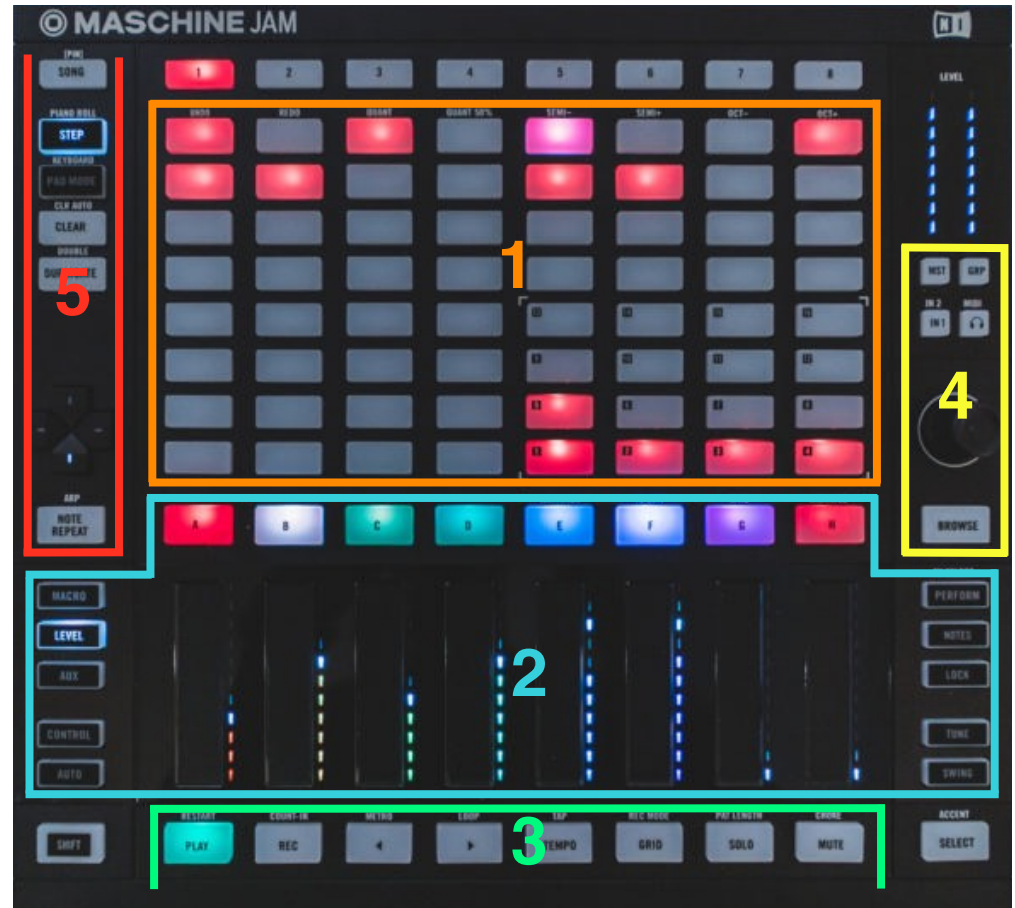 MASCHINE JAM
NI
[PIN]
SONG
1 2 3 4 5 6 7 8
LEVEL
PIANO ROLL
STEP
UNDO REDO QUANT QUANT 50% SEMI- SEMI+ OCT- OCT+
KEYBOARD
PAD MODE
CLR AUTO
CLEAR
DOUBLE
1
5
MST GRP
IN 2 MIDI
IN 1
4
ARP
NOTE
REPEAT
A B C D E F G H
BROWSE
MACRO
PERFORM
LEVEL
NOTES
2
AUX
LOCK
CONTROL
TUNE
AUTO
SWING
RESTART COUNT-IN METRO LOOP TAP REC MODE PAT LENGTH CHOKE
ACCENT
3
SHIFT
PLAY REC TEMPO GRID SOLO MUTE
SELECT